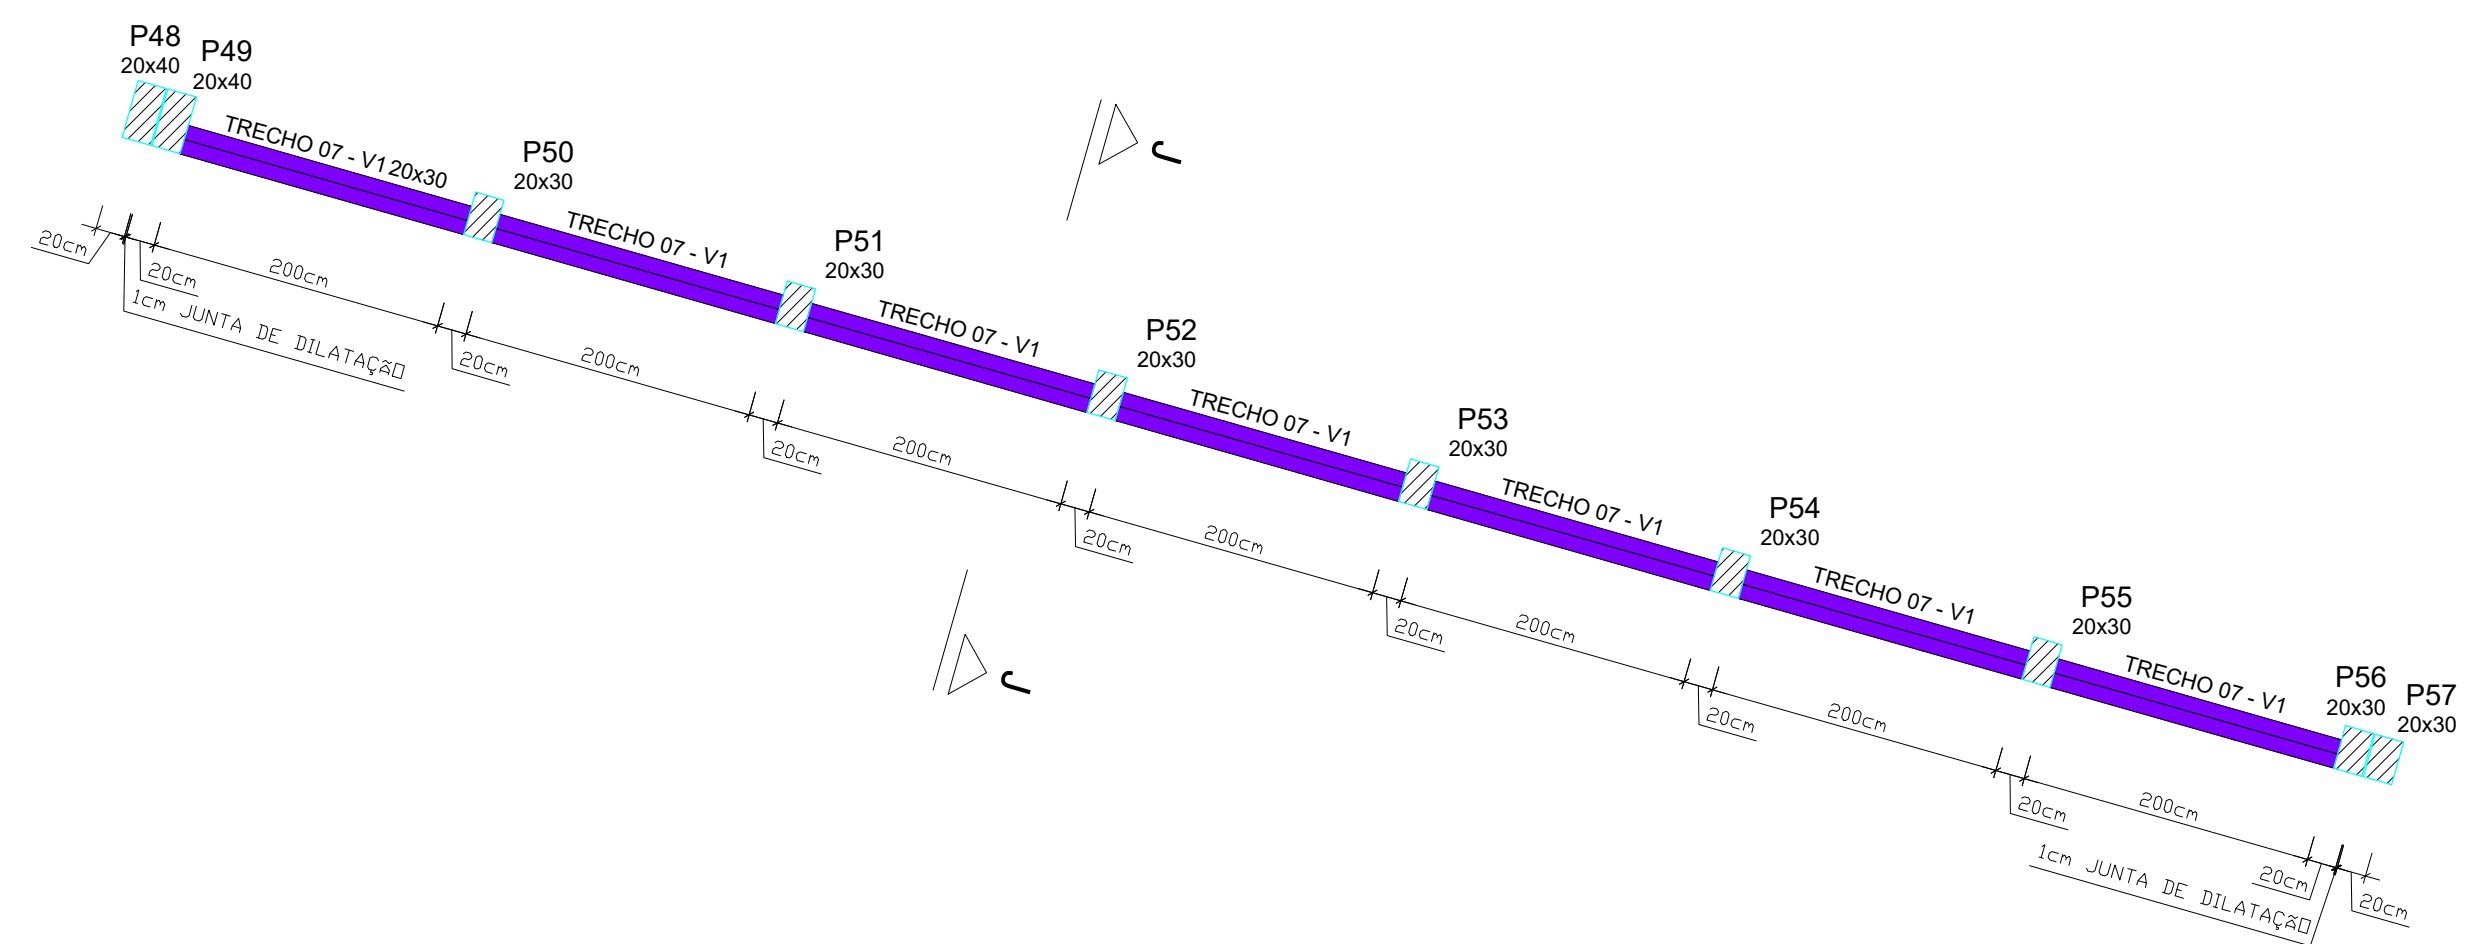 P48
20x40
P49
20x40
TRECHO 07 - V1 20x30
P50
20x30
TRECHO 07 - V1
P51
20x30
TRECHO 07 - V1
P52
20x30
TRECHO 07 - V1
P53
20x30
TRECHO 07 - V1
P54
20x30
TRECHO 07 - V1
P55
20x30
TRECHO 07 - V1
P56
20x30
P57
20x30
J
J
20cm
20cm
1cm JUNTA DE DILATAÇÃO
200cm
20cm
200cm
20cm
200cm
20cm
200cm
20cm
200cm
20cm
200cm
20cm
200cm
20cm
1cm JUNTA DE DILATAÇÃO
20cm